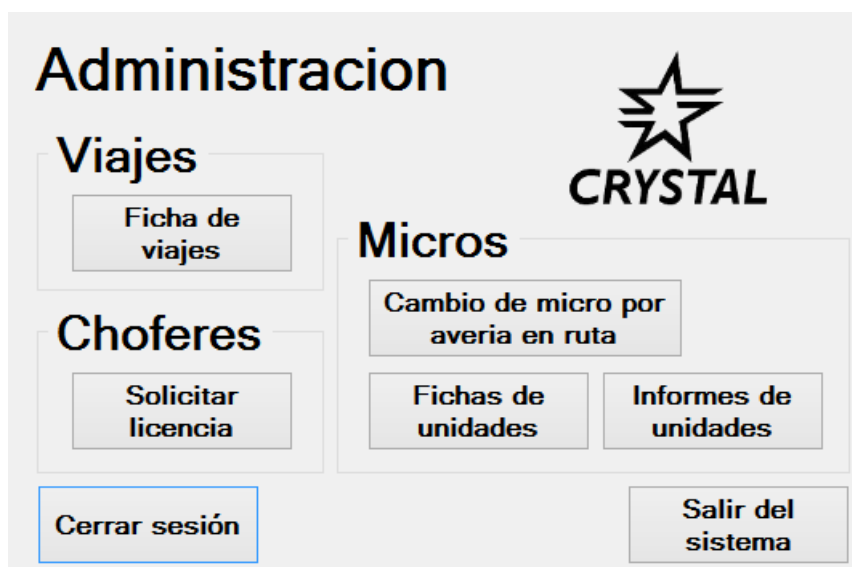 Administracion
CRYSTAL
Viajes
Ficha de
viajes
Choferes
Solicitar
licencia
Micros
Cambio de micro por
averia en ruta
Fichas de
unidades
Informes de
unidades
Cerrar sesión
Salir del
sistema